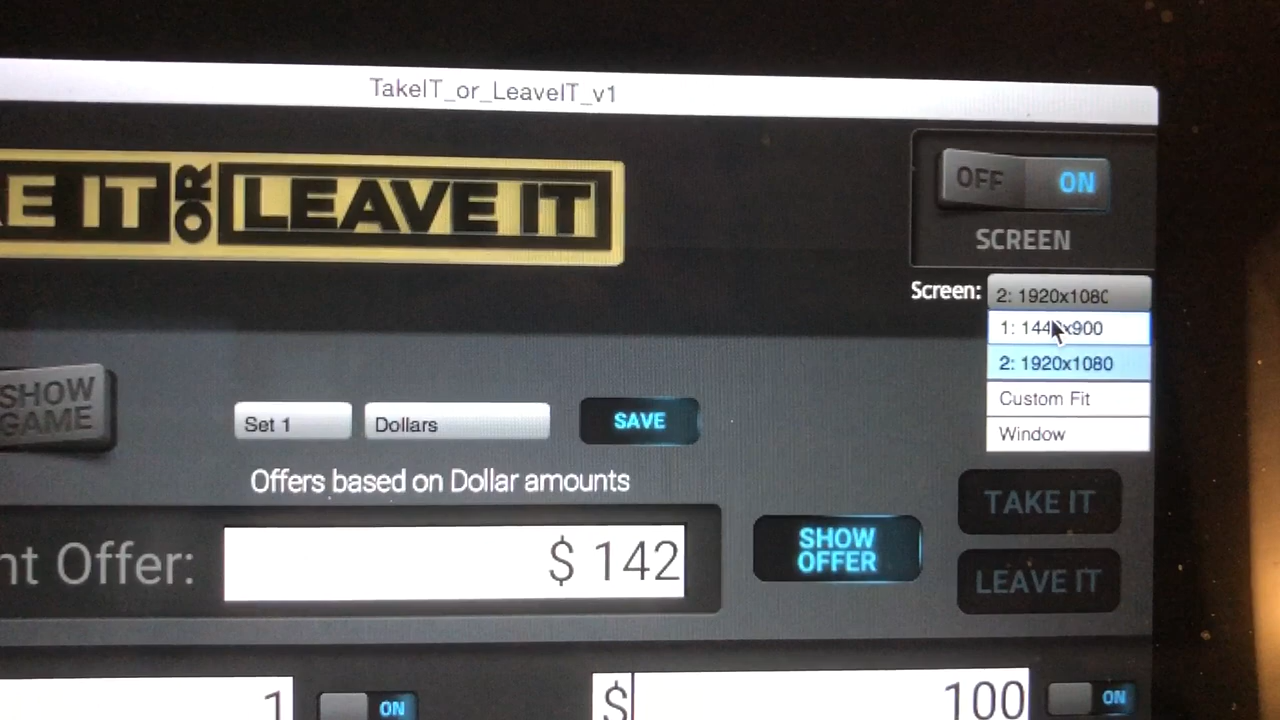 TakeIT_or_LeaveIT_v1
E IT OR LEAVE IT
OFF ON
SCREEN
Screen: 2: 1920x1080
1: 1440x900
2: 1920x1080
Custom Fit
Window
SHOW
GAME
Set 1 Dollars SAVE
Offers based on Dollar amounts
nt Offer: $ 142
SHOW
OFFER
TAKE IT
LEAVE IT
1 ON $ 100 ON